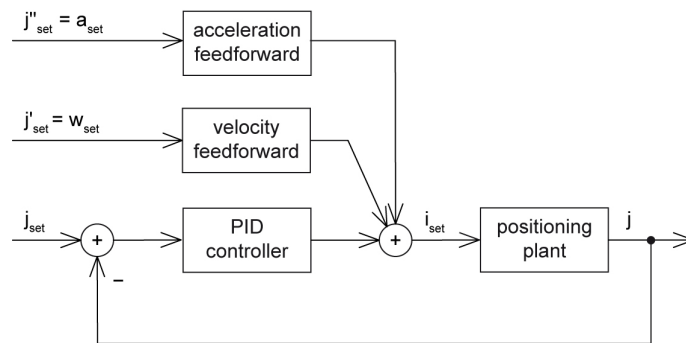 j"set = aset
acceleration
feedforward
j'set = wset
velocity
feedforward
jset
+
−
PID
controller
+
iset
positioning
plant
j